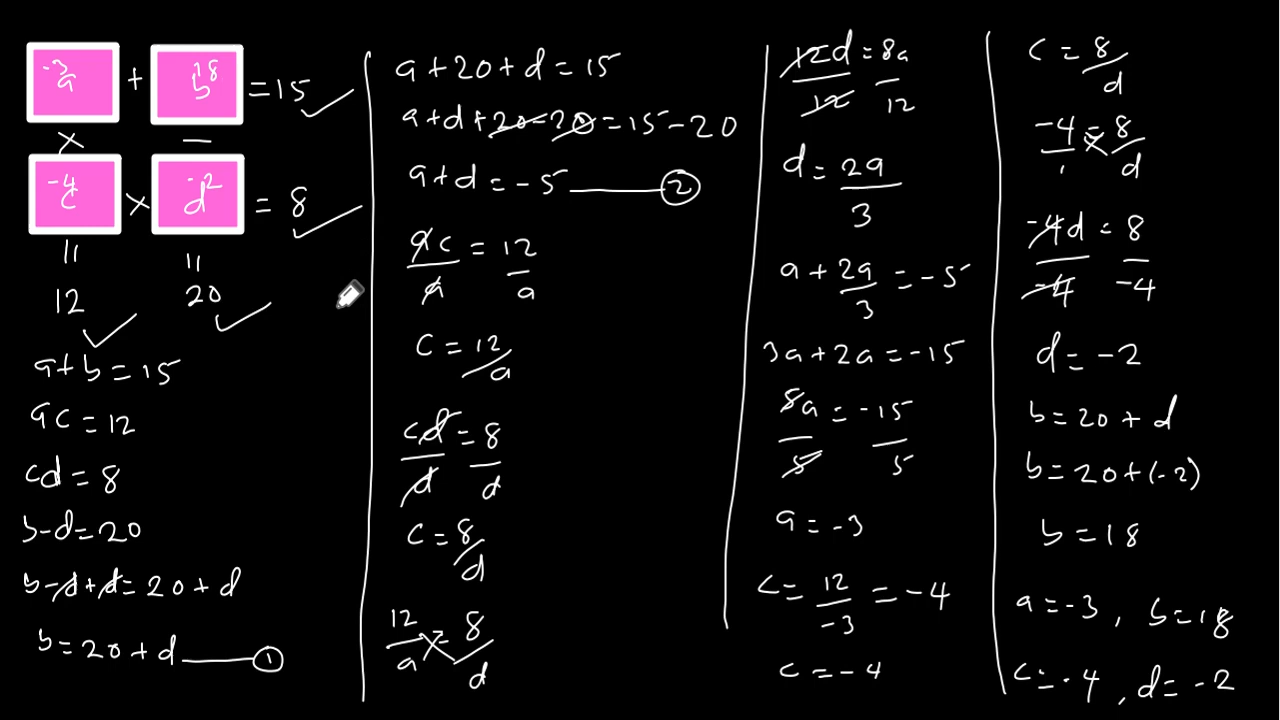 -3 18
a + b = 15
× −
-4 -2
c × d = 8
= =
12 20
a+b=15
ac=12
cd=8
b-d=20
b-d+d=20+d
b=20+d ①
a+20+d=15
a+d+20-20=15-20
a+d=-5 ②
ac/a = 12/a
c=12/a
cd/d = 8/d
c=8/d
12/a = 8/d
12d/12 = 8a/12
d=2a/3
a+2a/3=-5
3a+2a=-15
8a/5 = -15/5
a=-3
c=12/-3=-4
c=-4
c=8/d
-4/1=8/d
-4d/-4 = 8/-4
d=-2
b=20+d
b=20+(-2)
b=18
a=-3, b=18
c=-4, d=-2